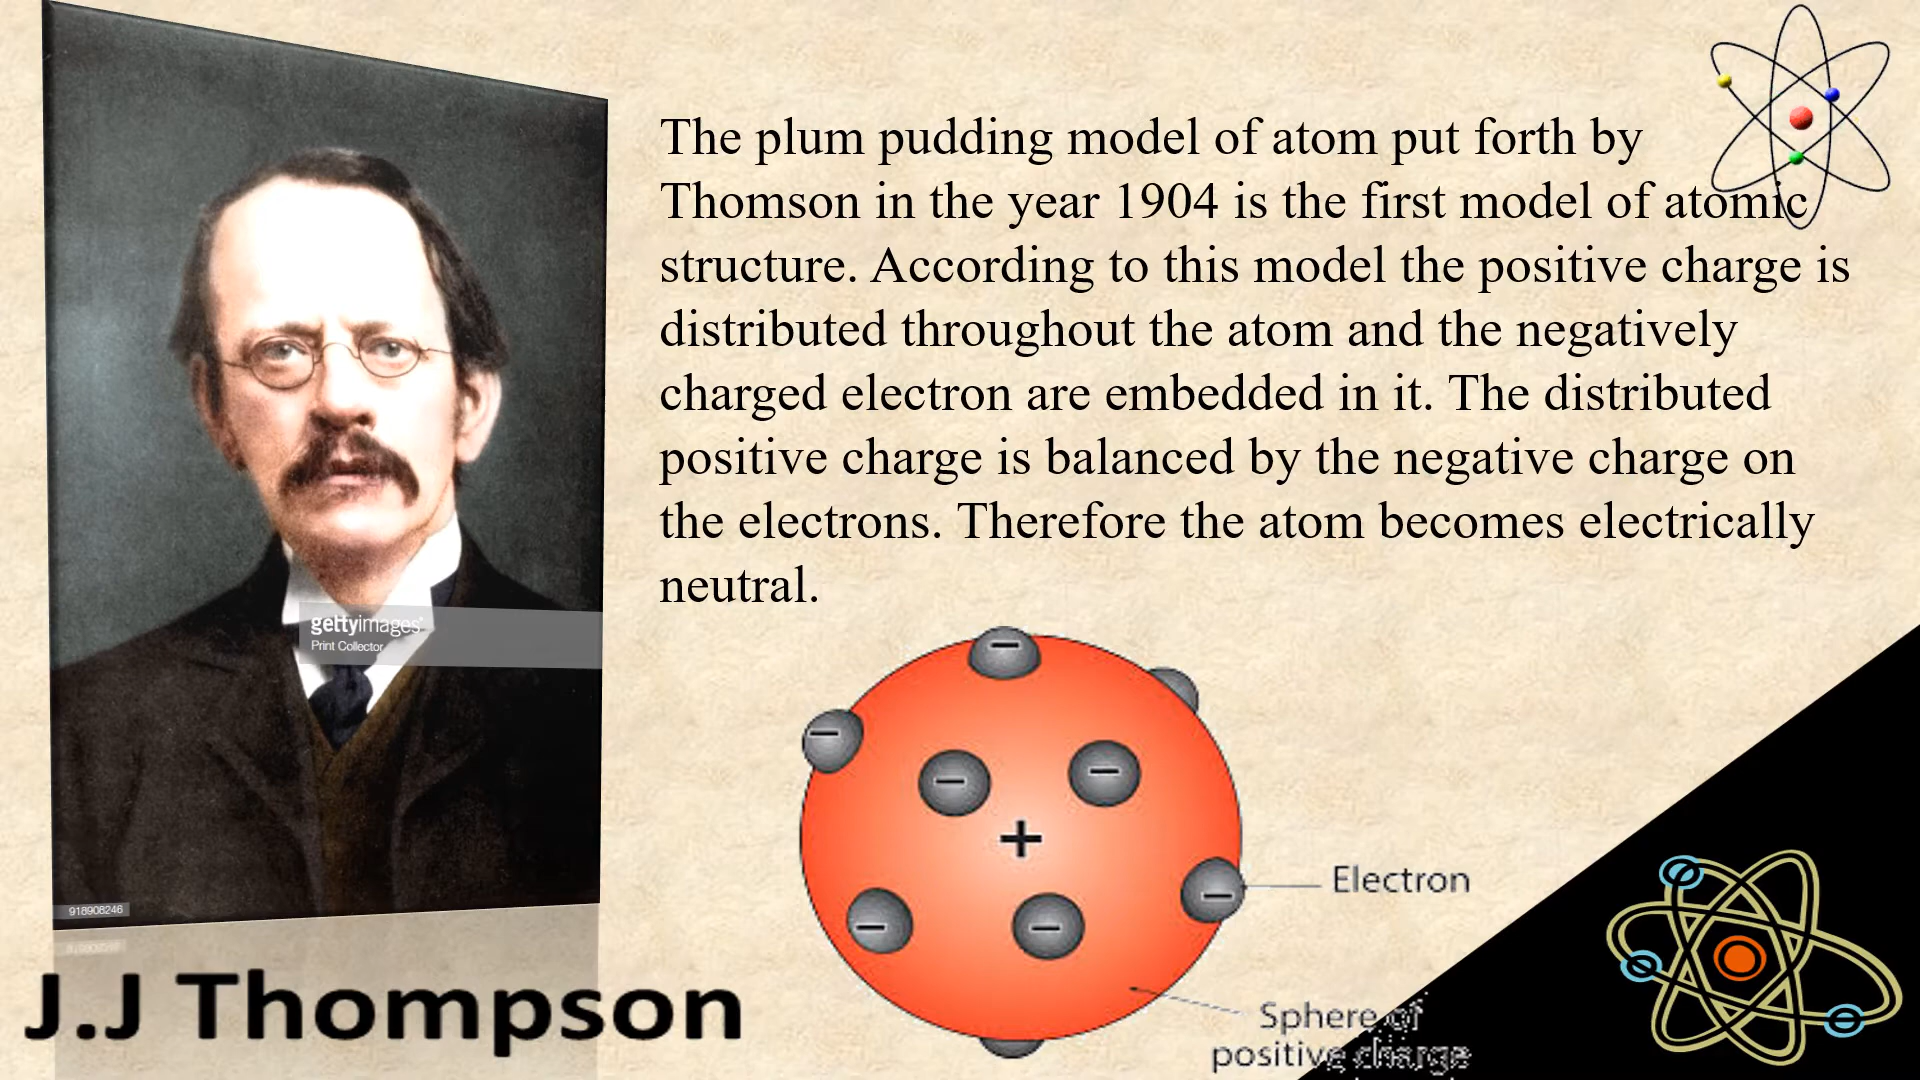 The plum pudding model of atom put forth by
Thomson in the year 1904 is the first model of atomic
structure. According to this model the positive charge is
distributed throughout the atom and the negatively
charged electron are embedded in it. The distributed
positive charge is balanced by the negative charge on
the electrons. Therefore the atom becomes electrically
neutral.
gettyimages®
Print Collector
918908246
J.J Thompson
+
Electron
Sphere of
positive charge